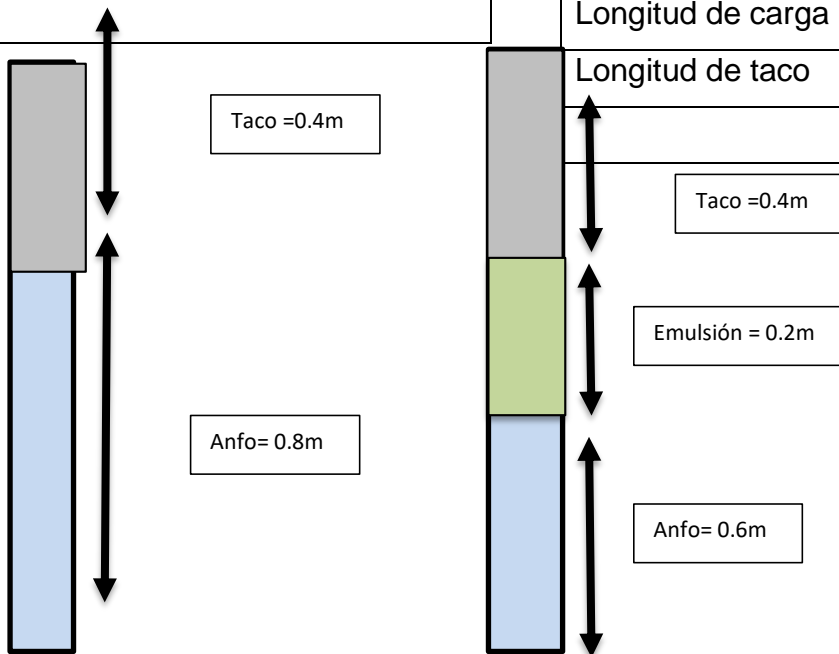 Longitud de carga
Longitud de taco
Taco =0.4m
Taco =0.4m
Emulsión = 0.2m
Anfo= 0.8m
Anfo= 0.6m